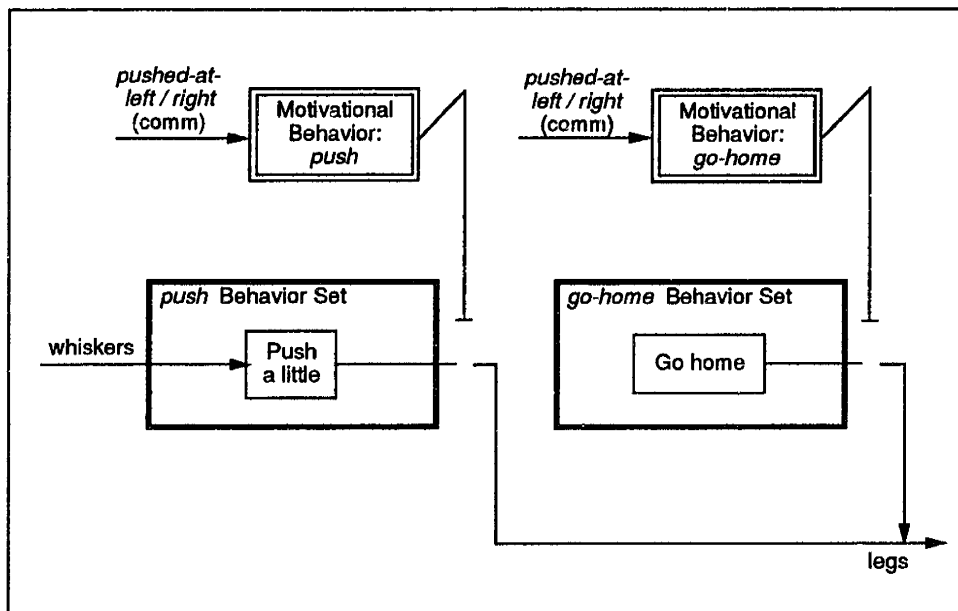 pushed-at-
left / right
(comm)
Motivational
Behavior:
push
pushed-at-
left / right
(comm)
Motivational
Behavior:
go-home
push Behavior Set
whiskers
Push
a little
go-home Behavior Set
Go home
legs